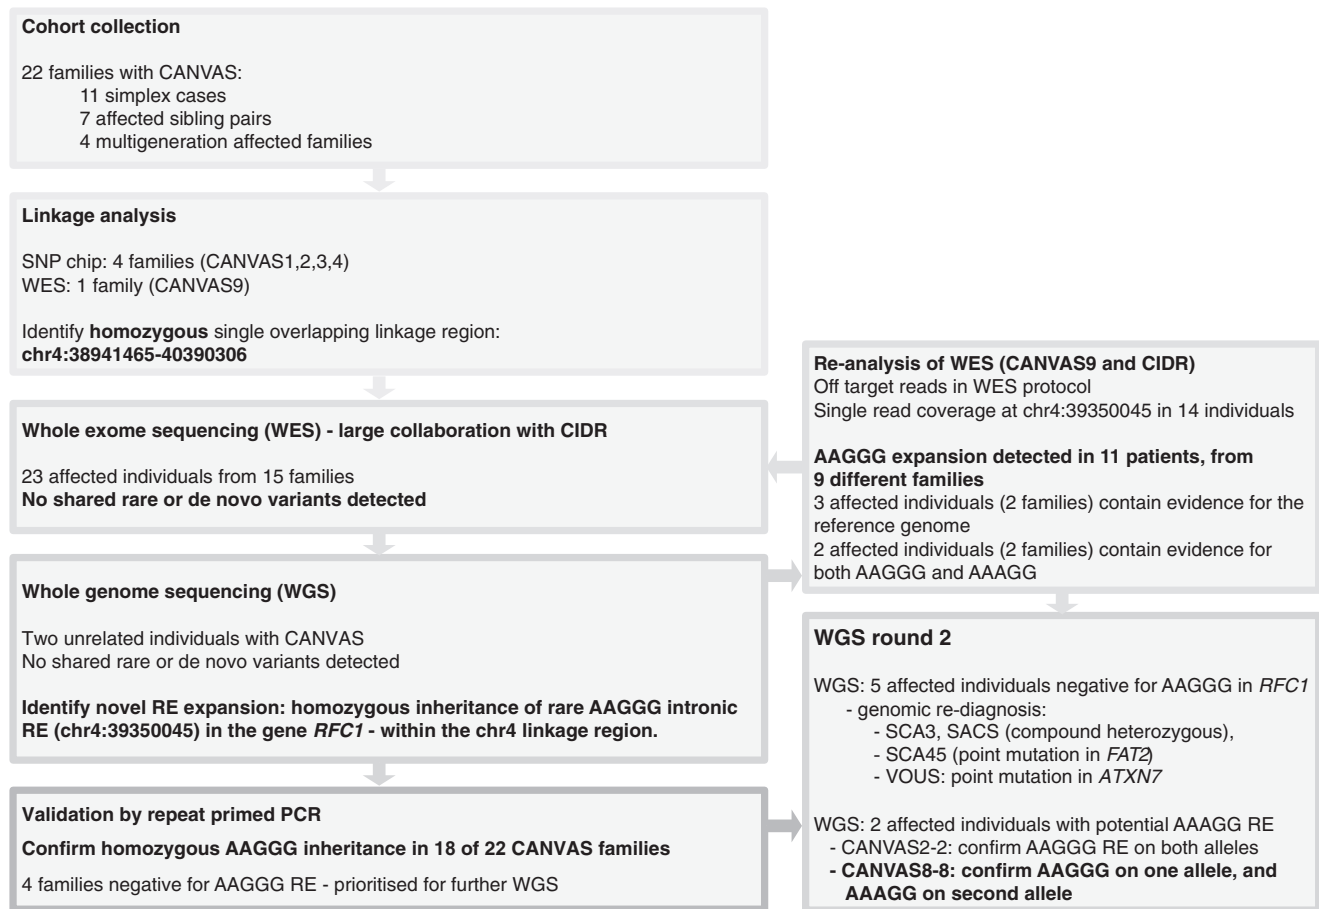 Cohort collection
22 families with CANVAS:
11 simplex cases
7 affected sibling pairs
4 multigeneration affected families
Linkage analysis
SNP chip: 4 families (CANVAS1,2,3,4)
WES: 1 family (CANVAS9)
Identify homozygous single overlapping linkage region:
chr4:38941465-40390306
Whole exome sequencing (WES) - large collaboration with CIDR
23 affected individuals from 15 families
No shared rare or de novo variants detected
Whole genome sequencing (WGS)
Two unrelated individuals with CANVAS
No shared rare or de novo variants detected
Identify novel RE expansion: homozygous inheritance of rare AAGGG intronic
RE (chr4:39350045) in the gene RFC1 - within the chr4 linkage region.
Validation by repeat primed PCR
Confirm homozygous AAGGG inheritance in 18 of 22 CANVAS families
4 families negative for AAGGG RE - prioritised for further WGS
Re-analysis of WES (CANVAS9 and CIDR)
Off target reads in WES protocol
Single read coverage at chr4:39350045 in 14 individuals
AAGGG expansion detected in 11 patients, from
9 different families
3 affected individuals (2 families) contain evidence for the
reference genome
2 affected individuals (2 families) contain evidence for
both AAGGG and AAAGG
WGS round 2
WGS: 5 affected individuals negative for AAGGG in RFC1
- genomic re-diagnosis:
- SCA3, SACS (compound heterozygous),
- SCA45 (point mutation in FAT2)
- VOUS: point mutation in ATXN7
WGS: 2 affected individuals with potential AAAGG RE
- CANVAS2-2: confirm AAGGG RE on both alleles
- CANVAS8-8: confirm AAGGG on one allele, and
AAAGG on second allele